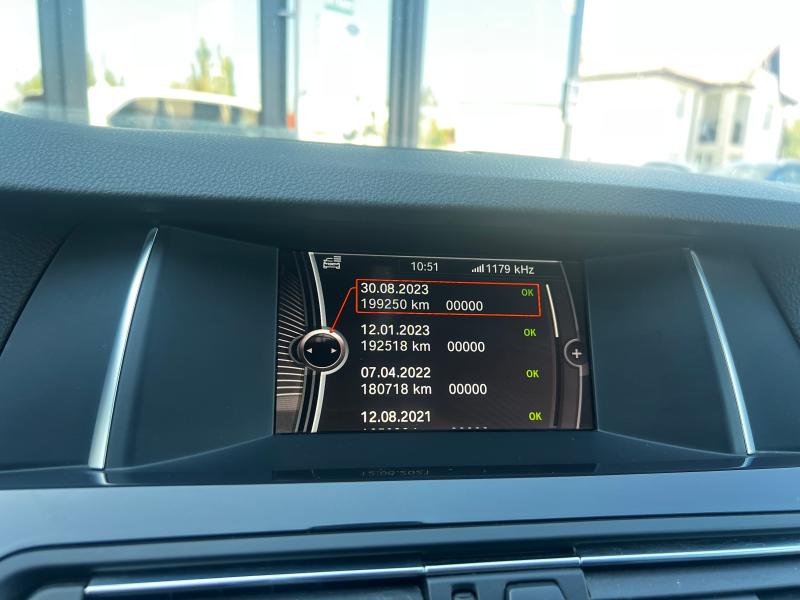 10:51 1179 kHz
30.08.2023 OK
199250 km 00000
12.01.2023 OK
192518 km 00000
07.04.2022 OK
180718 km 00000
12.08.2021 OK